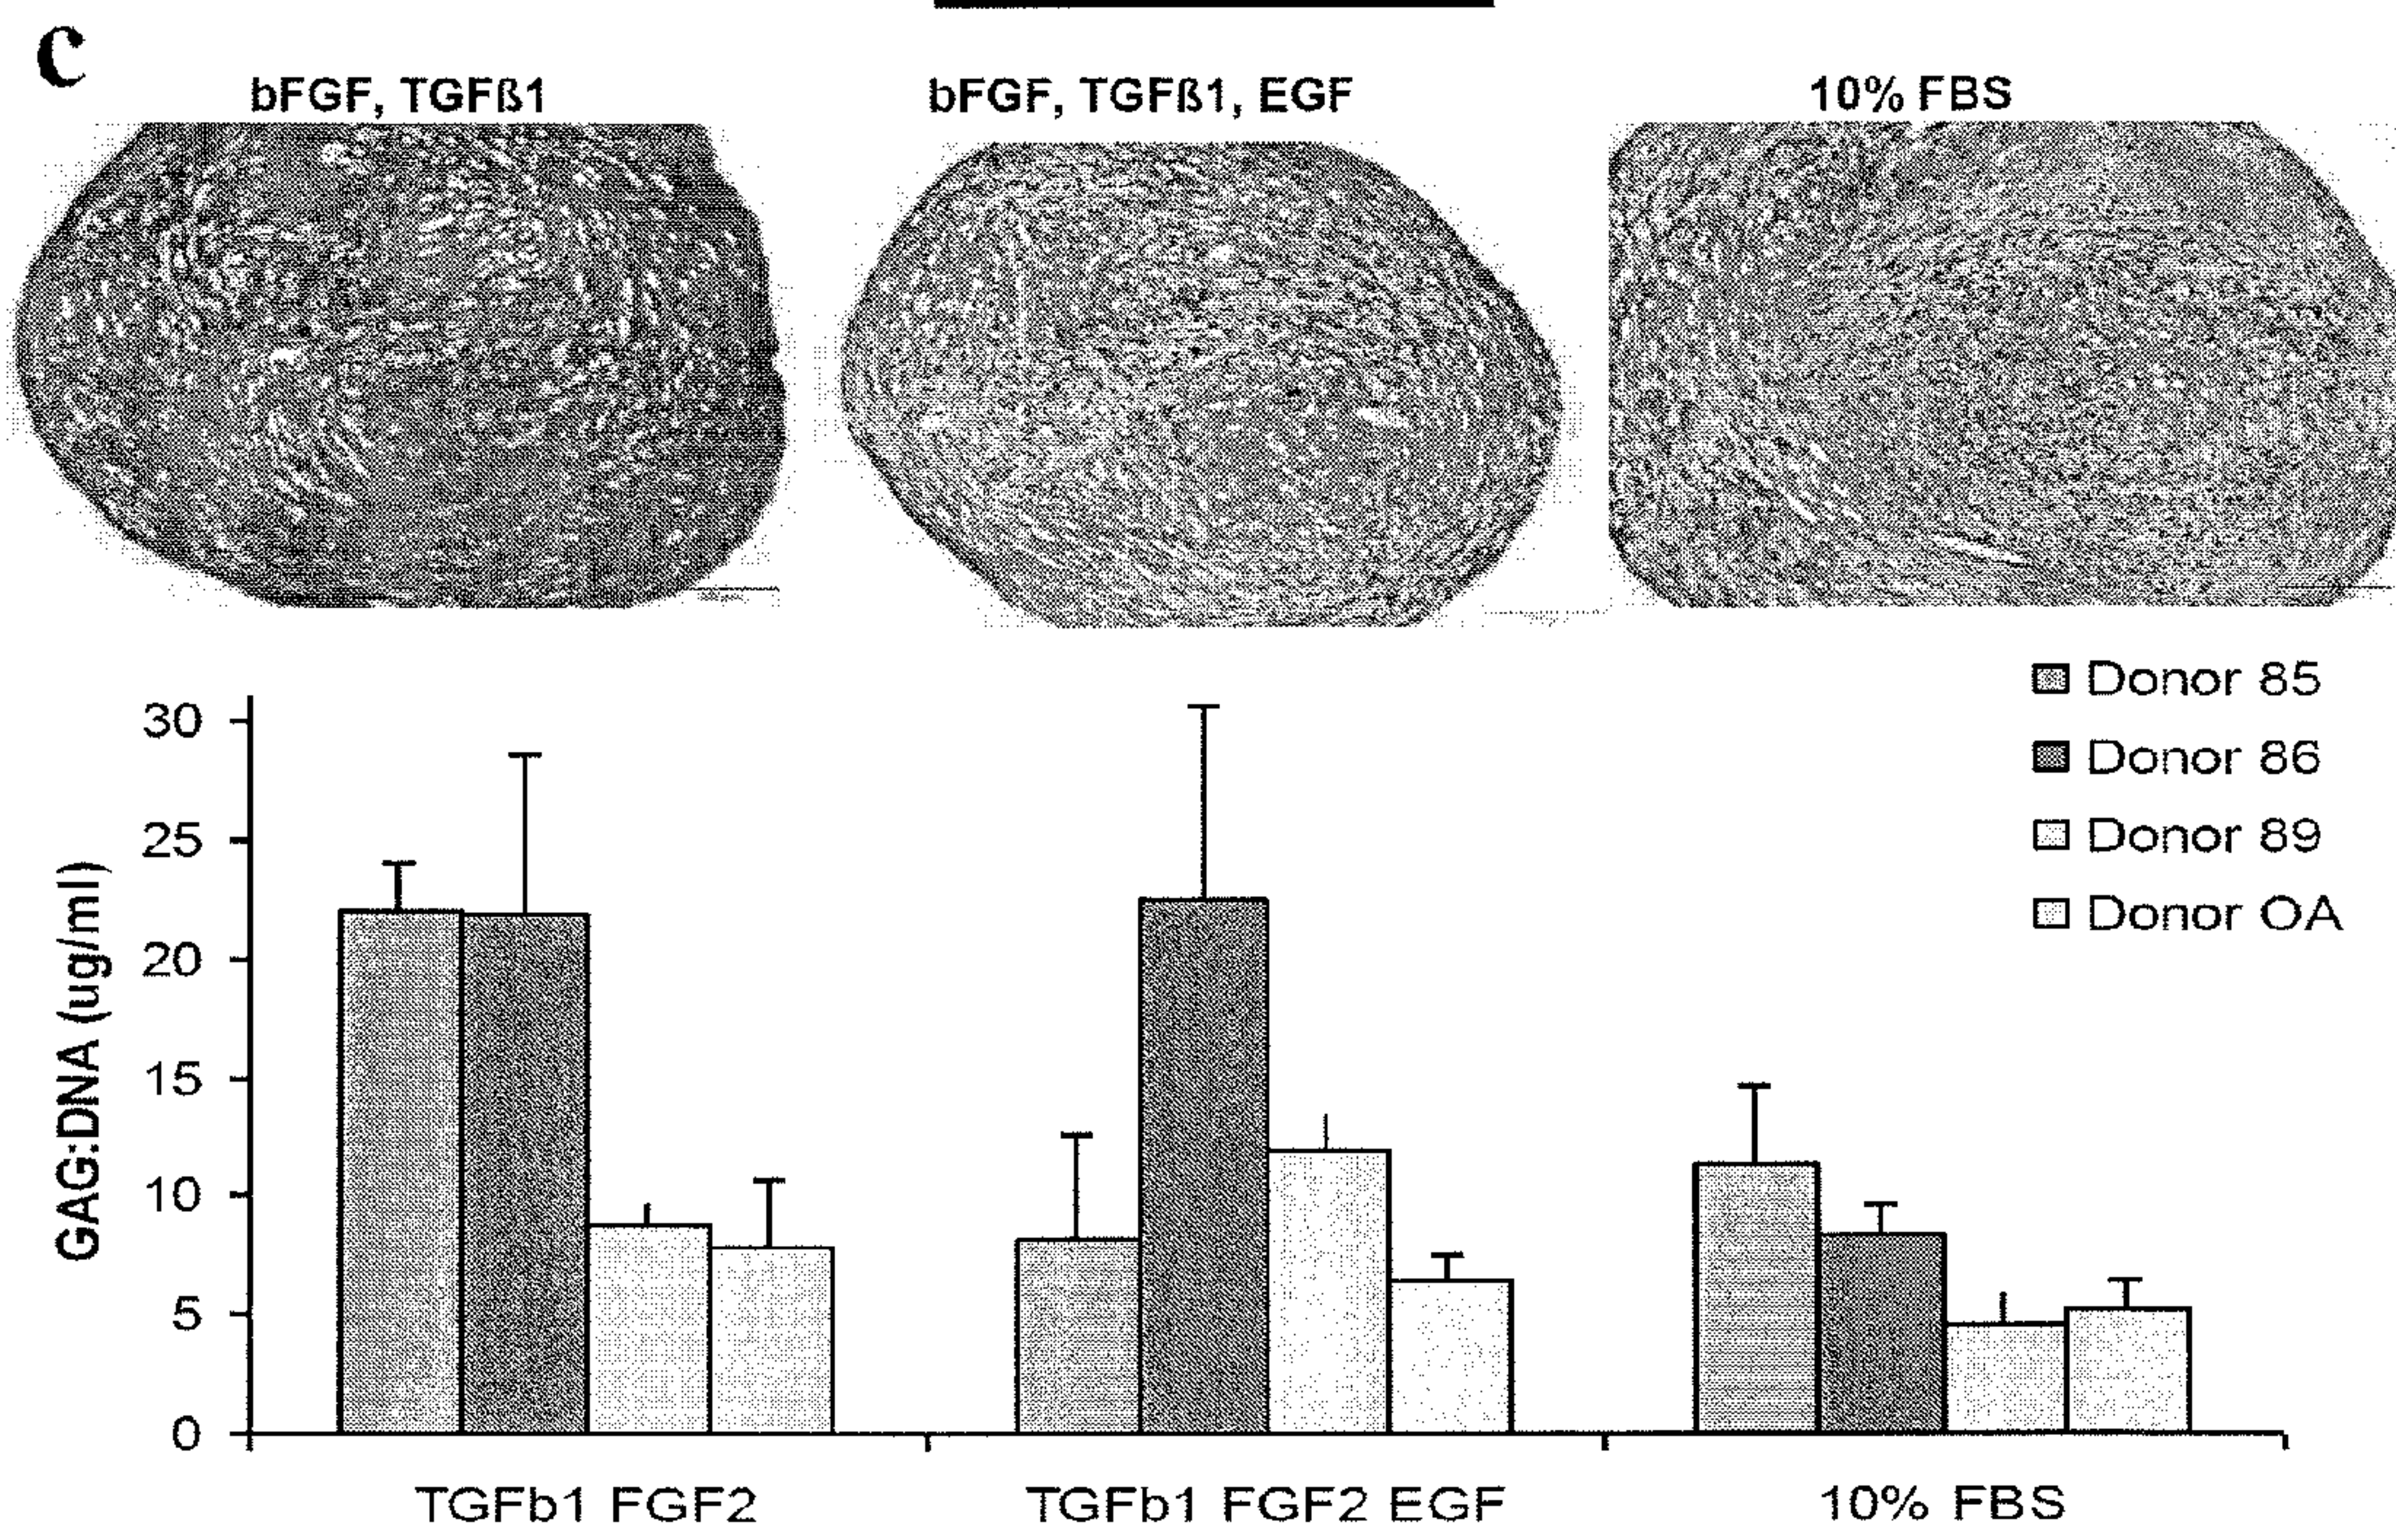 c
bFGF, TGFß1
bFGF, TGFß1, EGF
10% FBS
Donor 85
Donor 86
Donor 89
Donor OA
GAG:DNA (ug/ml)
30
25
20
15
10
5
0
TGFb1 FGF2
TGFb1 FGF2 EGF
10% FBS